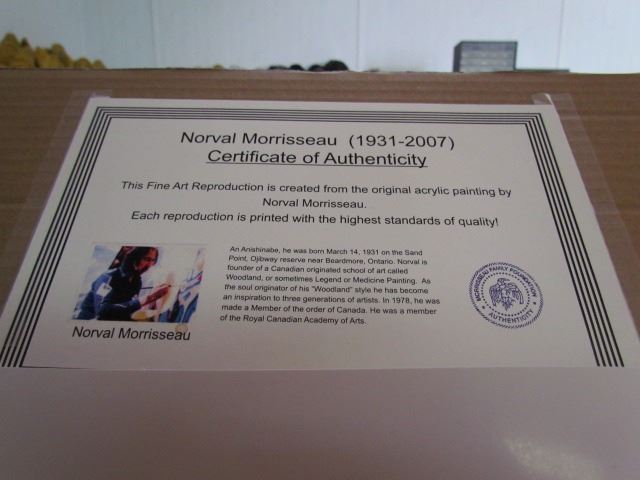 Norval Morrisseau (1931-2007)
Certificate of Authenticity
This Fine Art Reproduction is created from the original acrylic painting by
Norval Morrisseau.
Each reproduction is printed with the highest standards of quality!
An Anishinabe, he was born March 14, 1931 on the Sand
Point, Ojibwey reserve near Beardmore, Ontario. Norval is
founder of a Canadian originated school of art called
Woodland, or sometimes Legend or Medicine Painting. As
the soul originator of his "Woodland" style he has become
an inspiration to three generations of artists. In 1978, he was
made a Member of the order of Canada. He was a member
of the Royal Canadian Academy of Arts.
Norval Morrisseau
MORRISSEAU FAMILY FOUNDATION
AUTHENTICITY